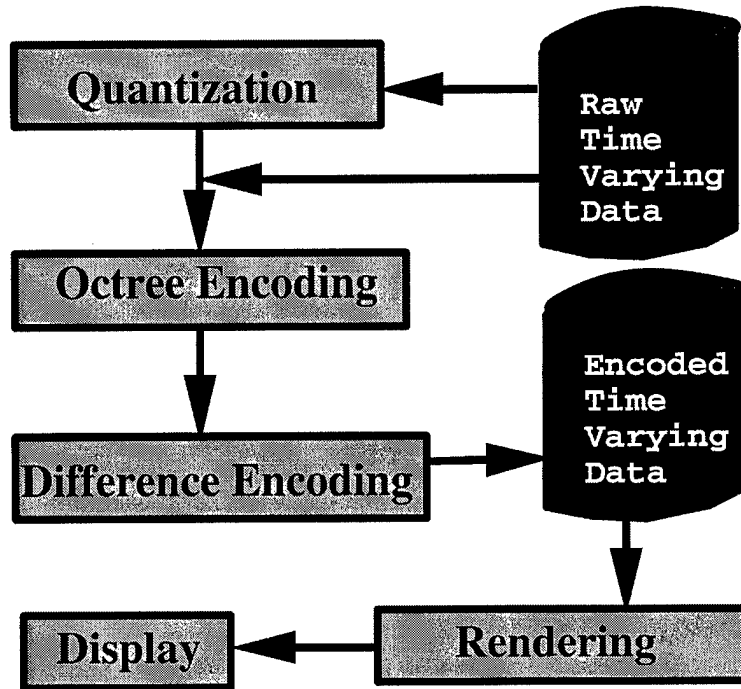 Quantization
Raw
Time
Varying
Data
Octree Encoding
Encoded
Time
Varying
Data
Difference Encoding
Display
Rendering